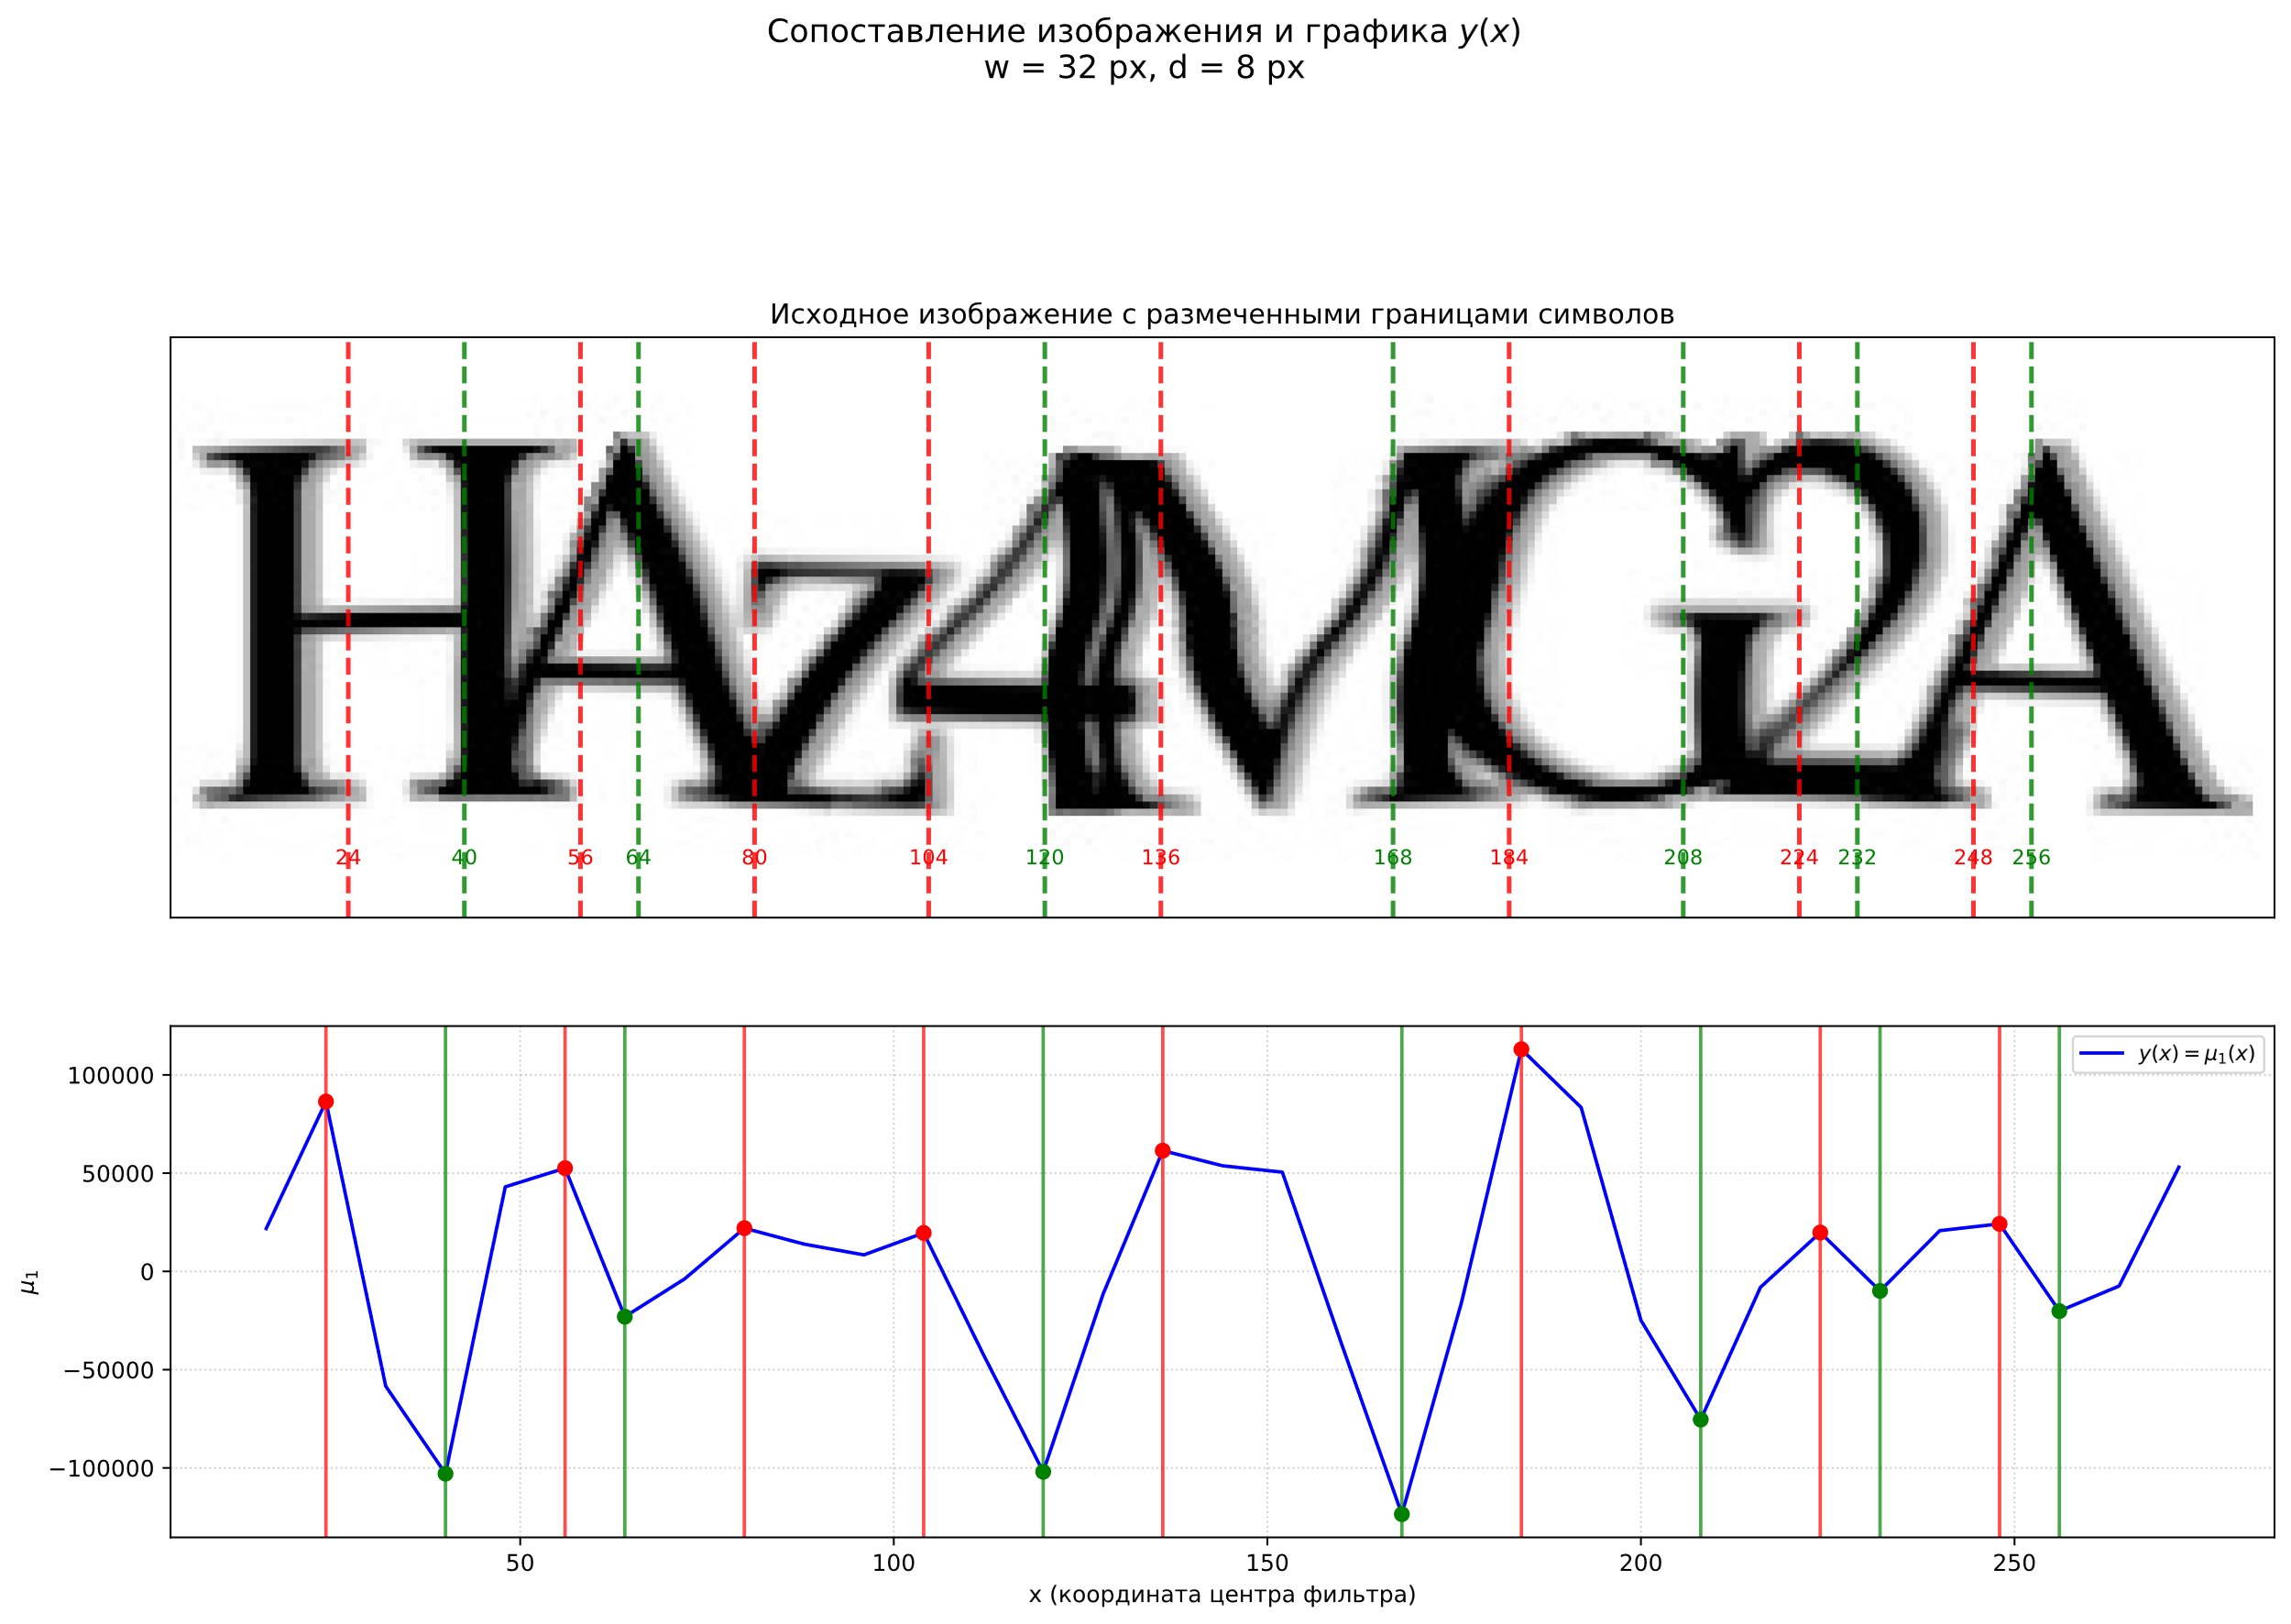 Сопоставление изображения и графика y(x)
w = 32 px, d = 8 px
Исходное изображение с размеченными границами символов
HAz4MG2A
24 40 56 64 80 104 120 136 168 184 208 224 232 248 256
y(x) = μ₁(x)
100000
50000
0
−50000
−100000
μ₁
50 100 150 200 250
x (координата центра фильтра)